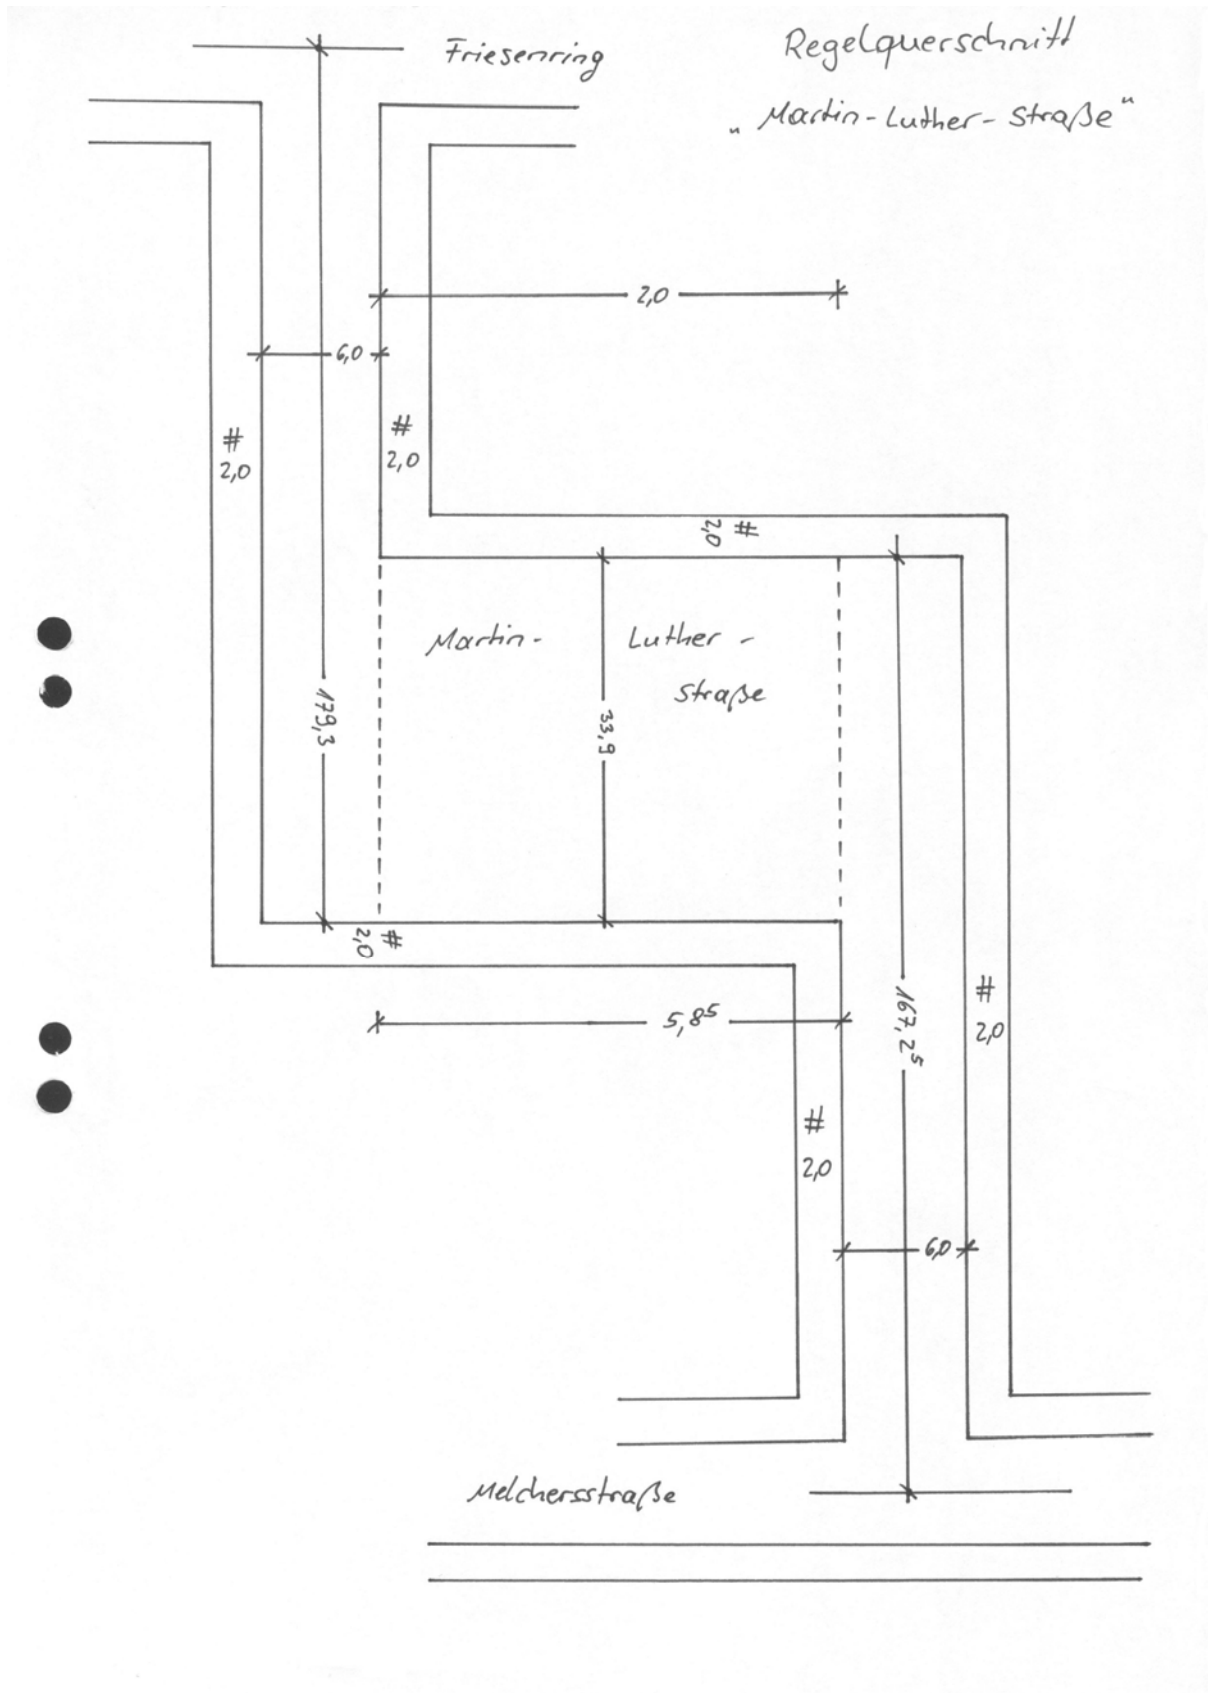 Friesenring
Regelquerschnitt
„Martin-Luther-Straße"
2,0
6,0
#
2,0
#
2,0
#
2,0
Martin-
Luther-
Straße
179,3
33,9
#
2,0
5,8⁵
167,2⁵
#
2,0
#
2,0
6,0
Melchersstraße